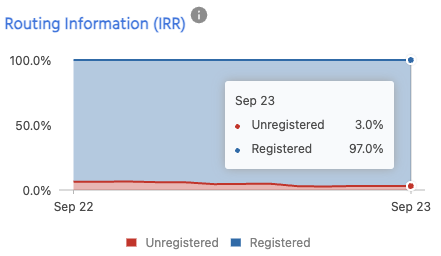 Routing Information (IRR) i
100.0%
Sep 23
Unregistered 3.0%
Registered 97.0%
50.0%
0.0%
Sep 22 Sep 23
Unregistered Registered